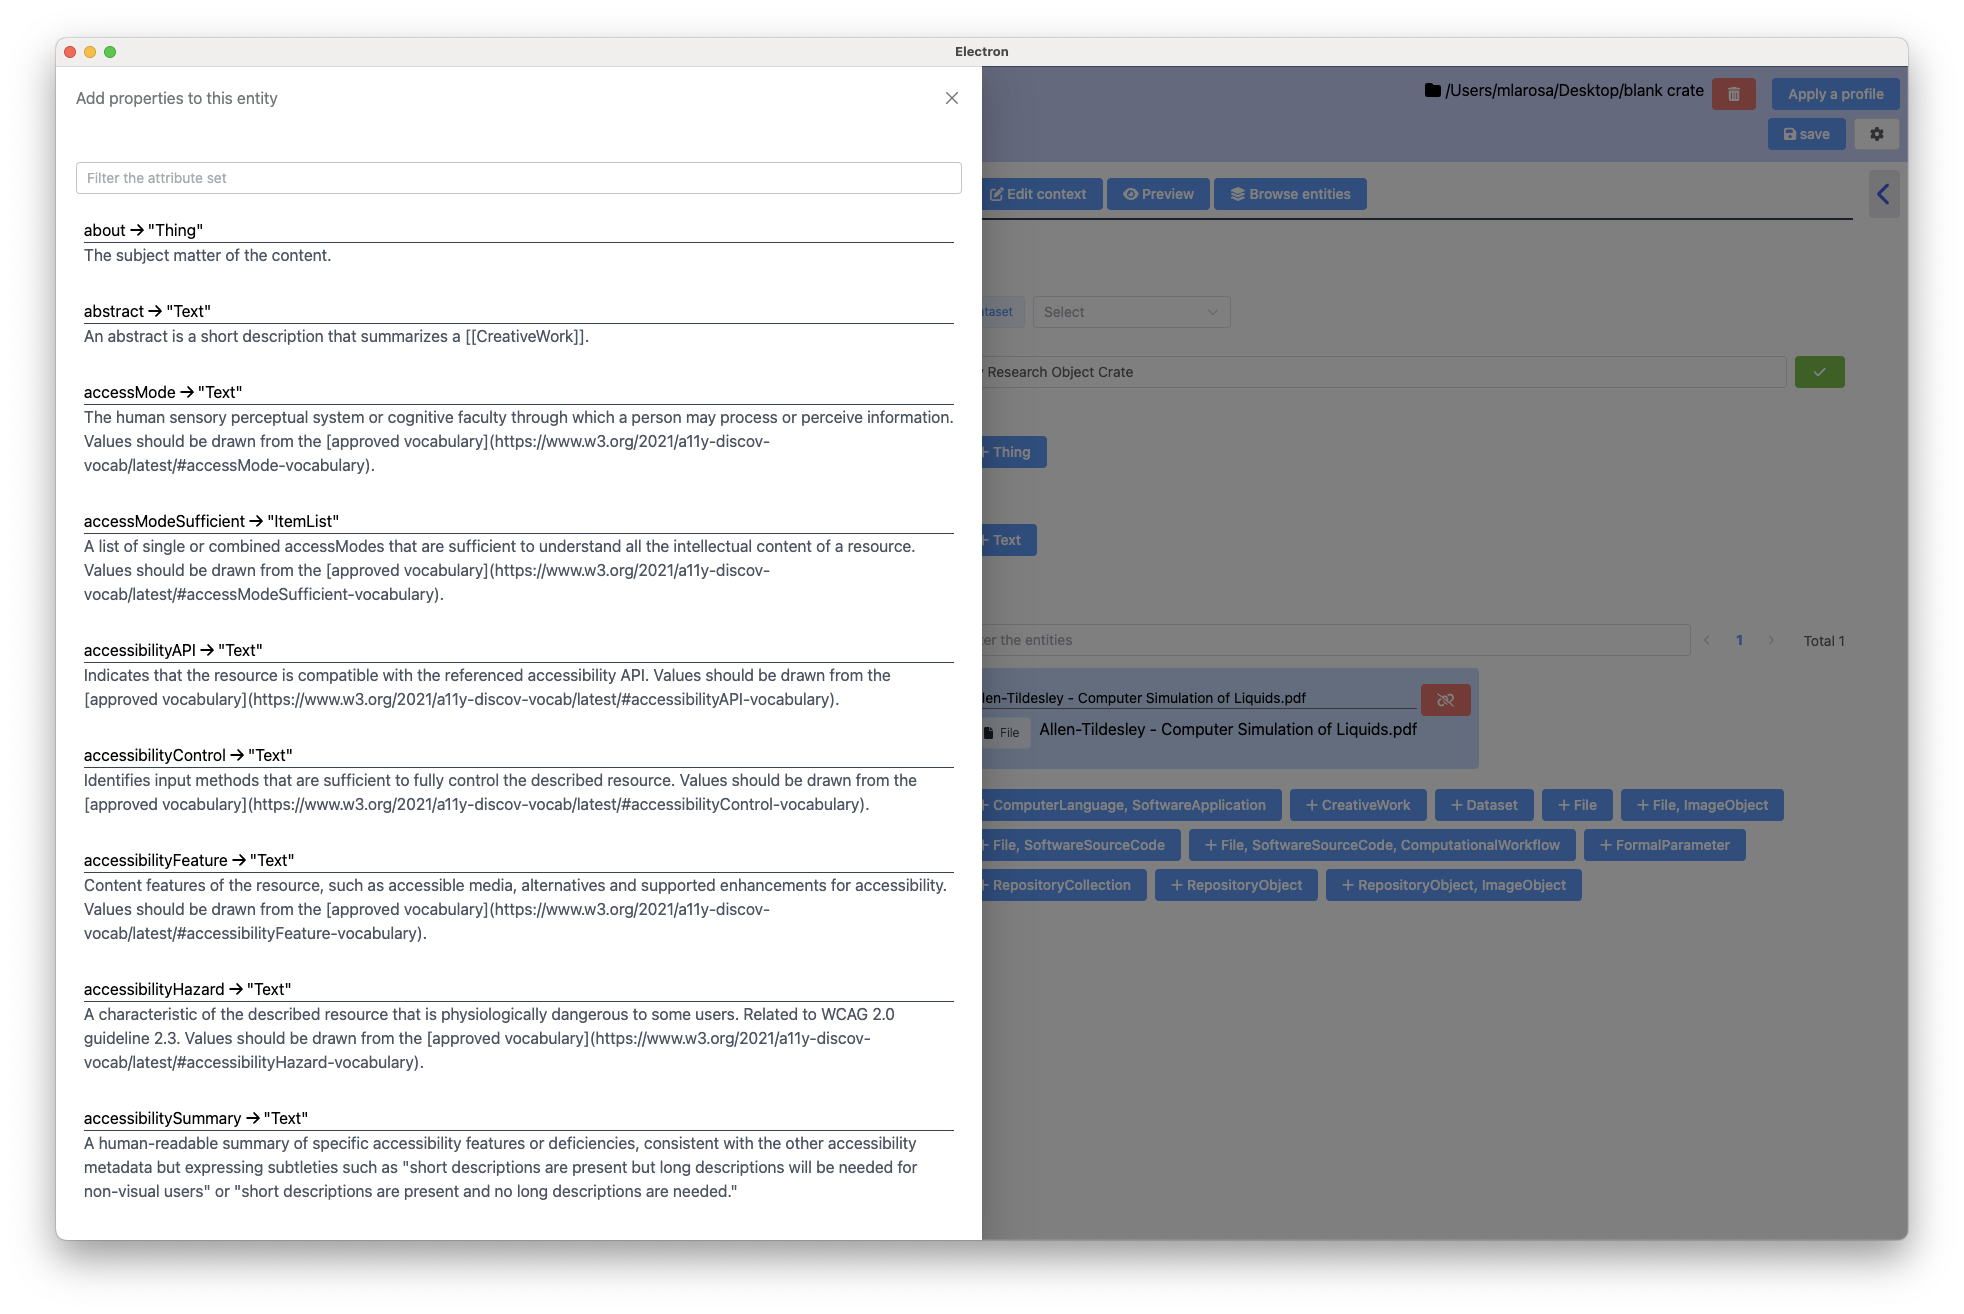 Electron
Add properties to this entity
Filter the attribute set
about → "Thing"
The subject matter of the content.
abstract → "Text"
An abstract is a short description that summarizes a [[CreativeWork]].
accessMode → "Text"
The human sensory perceptual system or cognitive faculty through which a person may process or perceive information.
Values should be drawn from the [approved vocabulary](https://www.w3.org/2021/a11y-discov-
vocab/latest/#accessMode-vocabulary).
accessModeSufficient → "ItemList"
A list of single or combined accessModes that are sufficient to understand all the intellectual content of a resource.
Values should be drawn from the [approved vocabulary](https://www.w3.org/2021/a11y-discov-
vocab/latest/#accessModeSufficient-vocabulary).
accessibilityAPI → "Text"
Indicates that the resource is compatible with the referenced accessibility API. Values should be drawn from the
[approved vocabulary](https://www.w3.org/2021/a11y-discov-vocab/latest/#accessibilityAPI-vocabulary).
accessibilityControl → "Text"
Identifies input methods that are sufficient to fully control the described resource. Values should be drawn from the
[approved vocabulary](https://www.w3.org/2021/a11y-discov-vocab/latest/#accessibilityControl-vocabulary).
accessibilityFeature → "Text"
Content features of the resource, such as accessible media, alternatives and supported enhancements for accessibility.
Values should be drawn from the [approved vocabulary](https://www.w3.org/2021/a11y-discov-
vocab/latest/#accessibilityFeature-vocabulary).
accessibilityHazard → "Text"
A characteristic of the described resource that is physiologically dangerous to some users. Related to WCAG 2.0
guideline 2.3. Values should be drawn from the [approved vocabulary](https://www.w3.org/2021/a11y-discov-
vocab/latest/#accessibilityHazard-vocabulary).
accessibilitySummary → "Text"
A human-readable summary of specific accessibility features or deficiencies, consistent with the other accessibility
metadata but expressing subtleties such as "short descriptions are present but long descriptions will be needed for
non-visual users" or "short descriptions are present and no long descriptions are needed."
/Users/mlarosa/Desktop/blank crate
Apply a profile
save
Edit context
Preview
Browse entities
taset
Select
Research Object Crate
+ Thing
+ Text
er the entities
1
Total 1
len-Tildesley - Computer Simulation of Liquids.pdf
File
Allen-Tildesley - Computer Simulation of Liquids.pdf
+ ComputerLanguage, SoftwareApplication
+ CreativeWork
+ Dataset
+ File
+ File, ImageObject
+ File, SoftwareSourceCode
+ File, SoftwareSourceCode, ComputationalWorkflow
+ FormalParameter
+ RepositoryCollection
+ RepositoryObject
+ RepositoryObject, ImageObject